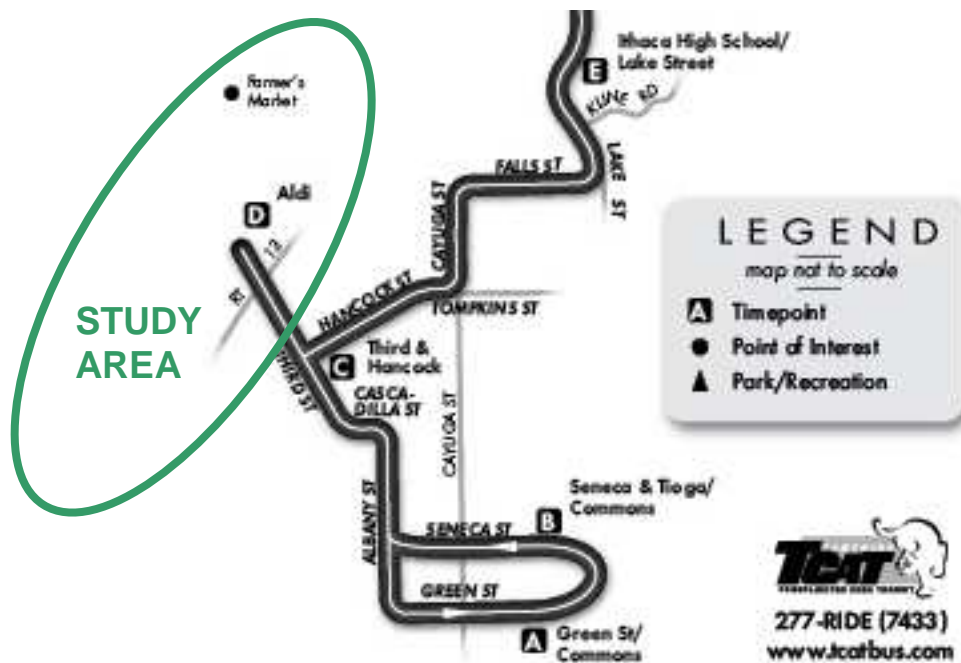 Farmer's
Market
Ithaca High School/
Lake Street
E
KLINE RD
LAKE ST
FALLS ST
CAYUGA ST
Aldi
D
Rt 13
HANCOCK ST
TOMPKINS ST
STUDY
AREA
THIRD ST
C
Third &
Hancock
CASCA-
DILLA ST
CAYUGA ST
ALBANY ST
SENECA ST
B
Seneca & Tioga/
Commons
GREEN ST
A
Green St/
Commons
LEGEND
map not to scale
A Timepoint
Point of Interest
Park/Recreation
TCAT
277-RIDE (7433)
www.tcatbus.com